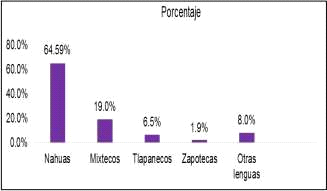 Porcentaje
80.0%
60.0%
40.0%
20.0%
0.0%
64.59%
19.0%
6.5%
1.9%
8.0%
Nahuas
Mixtecos
Tlapanecos
Zapotecas
Otras
lenguas